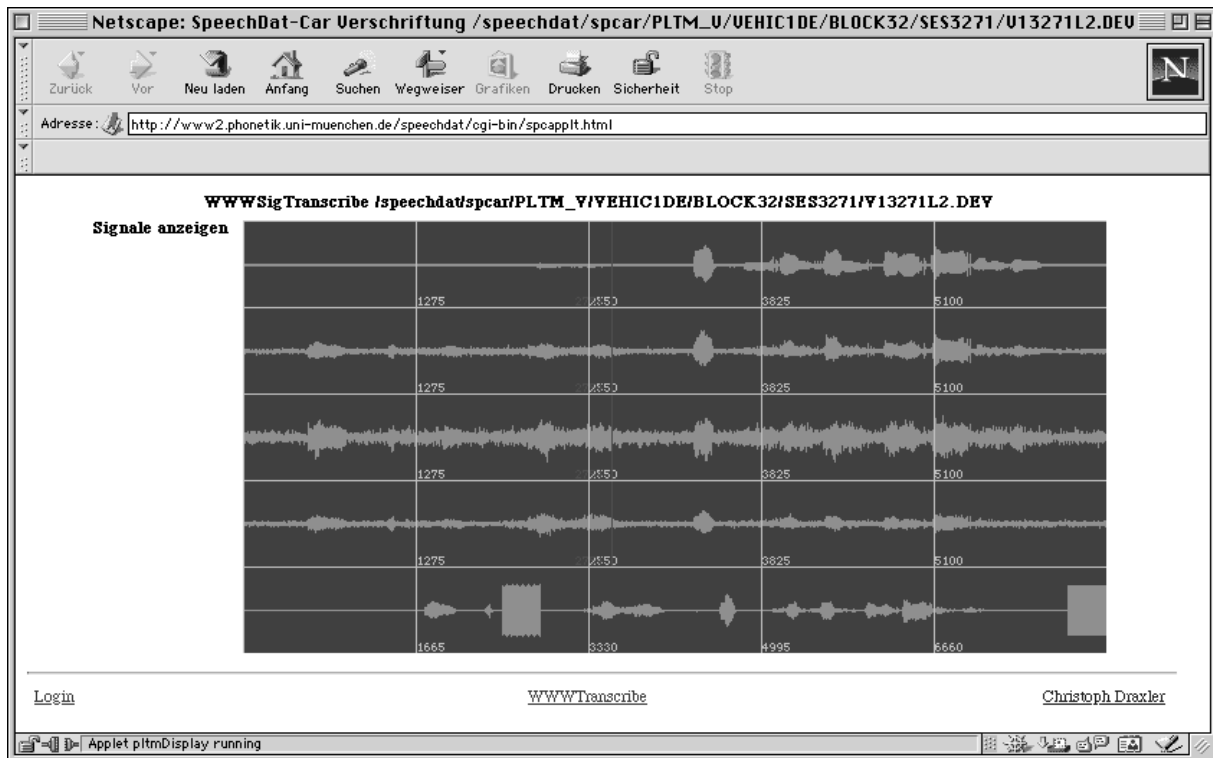 Netscape: SpeechDat-Car Verschriftung /speechdat/spcar/PLTM_V/VEHIC1DE/BLOCK32/SES3271/V13271L2.DEV
Zurück Vor Neu laden Anfang Suchen Wegweiser Grafiken Drucken Sicherheit Stop
N
Adresse: http://www2.phonetik.uni-muenchen.de/speechdat/cgi-bin/spcapplt.html
WWWSigTranscribe /speechdat/spcar/PLTM_V/VEHIC1DE/BLOCK32/SES3271/V13271L2.DEV
Signale anzeigen
1275 3825 5100
1275 3825 5100
1275 3825 5100
1275 3825 5100
1665 3330 4995 6660
Login WWWTranscribe Christoph Draxler
Applet pltmDisplay running